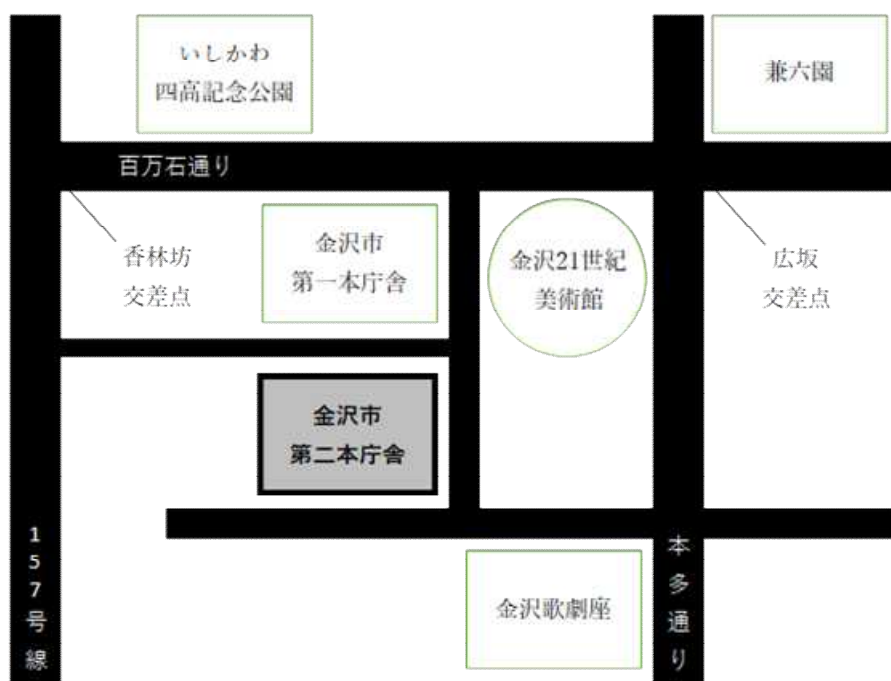 いしかわ
四高記念公園
兼六園
百万石通り
香林坊
交差点
金沢市
第一本庁舎
金沢21世紀
美術館
広坂
交差点
金沢市
第二本庁舎
157号線
本多通り
金沢歌劇座